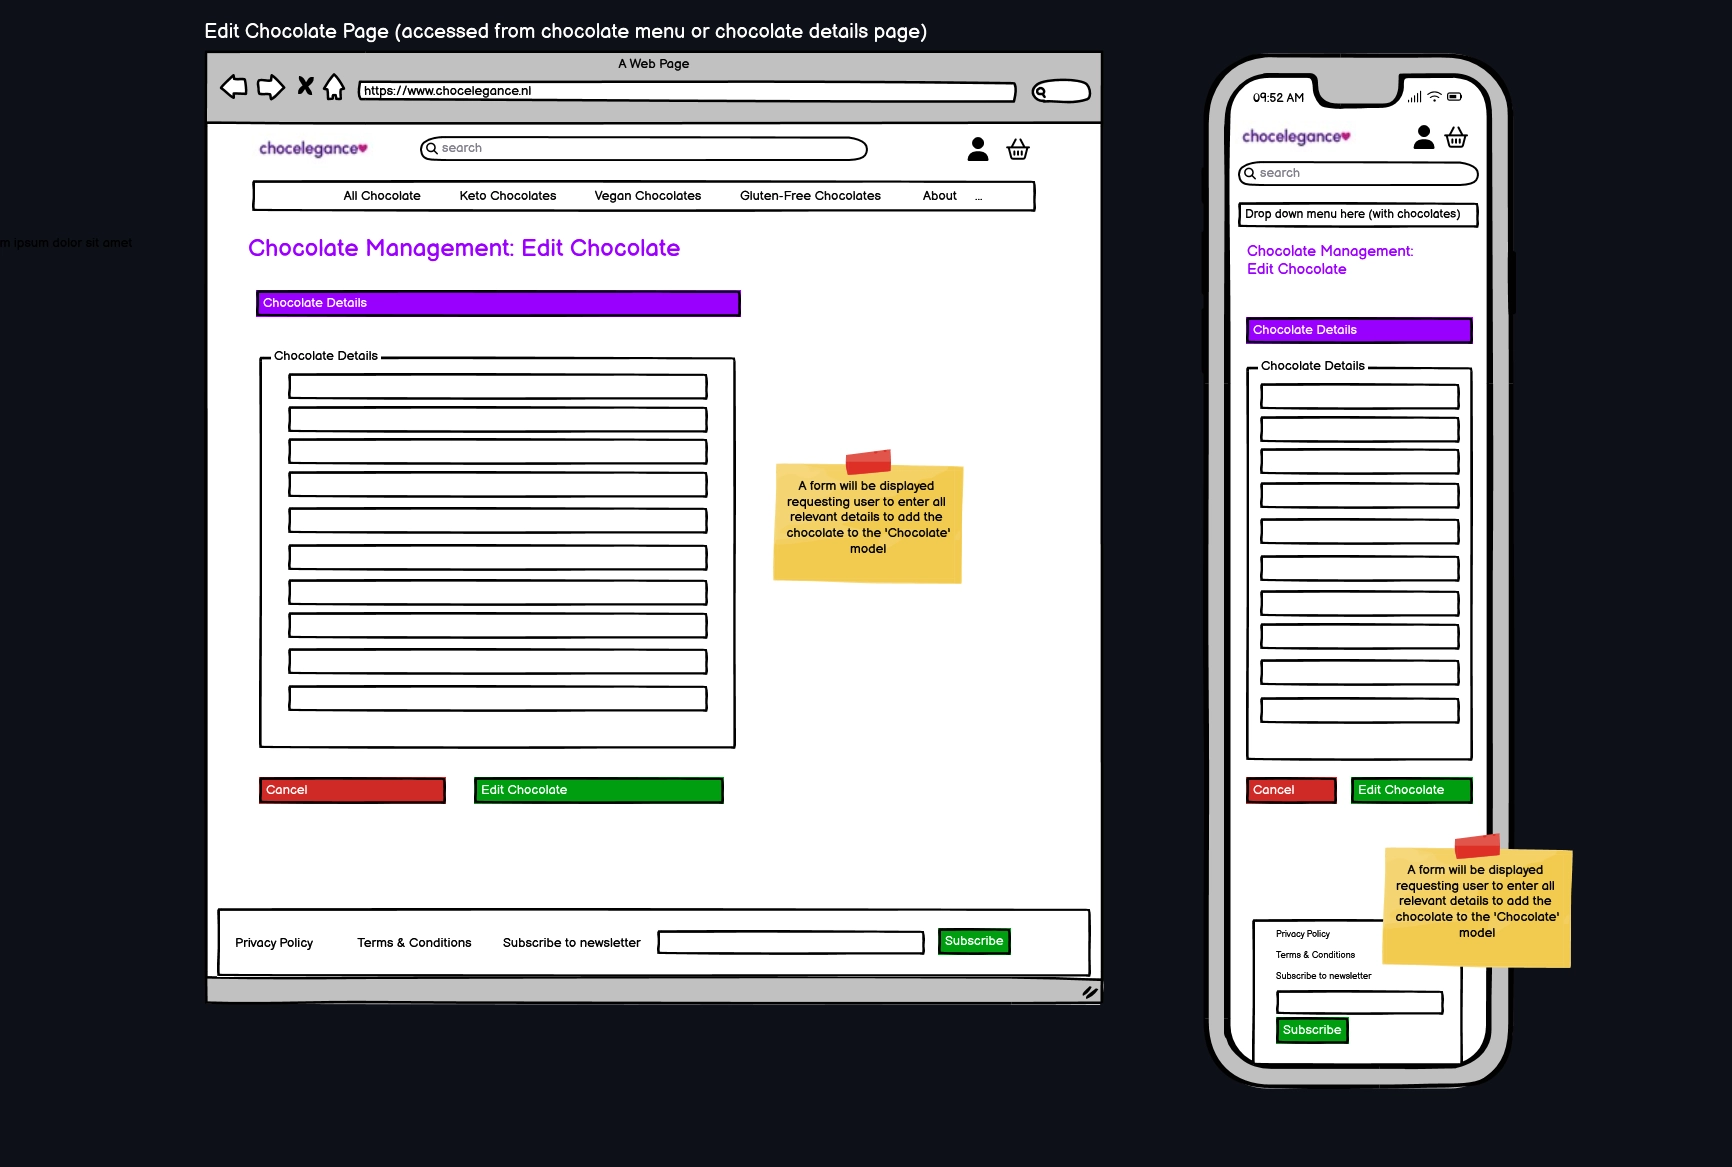 Edit Chocolate Page (accessed from chocolate menu or chocolate details page)
A Web Page
https://www.chocelegance.nl
chocelegance
search
All Chocolate Keto Chocolates Vegan Chocolates Gluten-Free Chocolates About ...
m ipsum dolor sit amet
Chocolate Management: Edit Chocolate
Chocolate Details
Chocolate Details
A form will be displayed
requesting user to enter all
relevant details to add the
chocolate to the 'Chocolate'
model
Cancel
Edit Chocolate
Privacy Policy Terms & Conditions Subscribe to newsletter
Subscribe
09:52 AM
chocelegance
search
Drop down menu here (with chocolates)
Chocolate Management:
Edit Chocolate
Chocolate Details
Chocolate Details
Cancel
Edit Chocolate
A form will be displayed
requesting user to enter all
relevant details to add the
chocolate to the 'Chocolate'
model
Privacy Policy
Terms & Conditions
Subscribe to newsletter
Subscribe